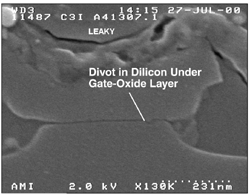 WD3 14:15 27-JUL-00
11487 C3I A41307.1
LEAKY
Divot in Dilicon Under
Gate-Oxide Layer
AMI 2.0 kV X130K 231nm